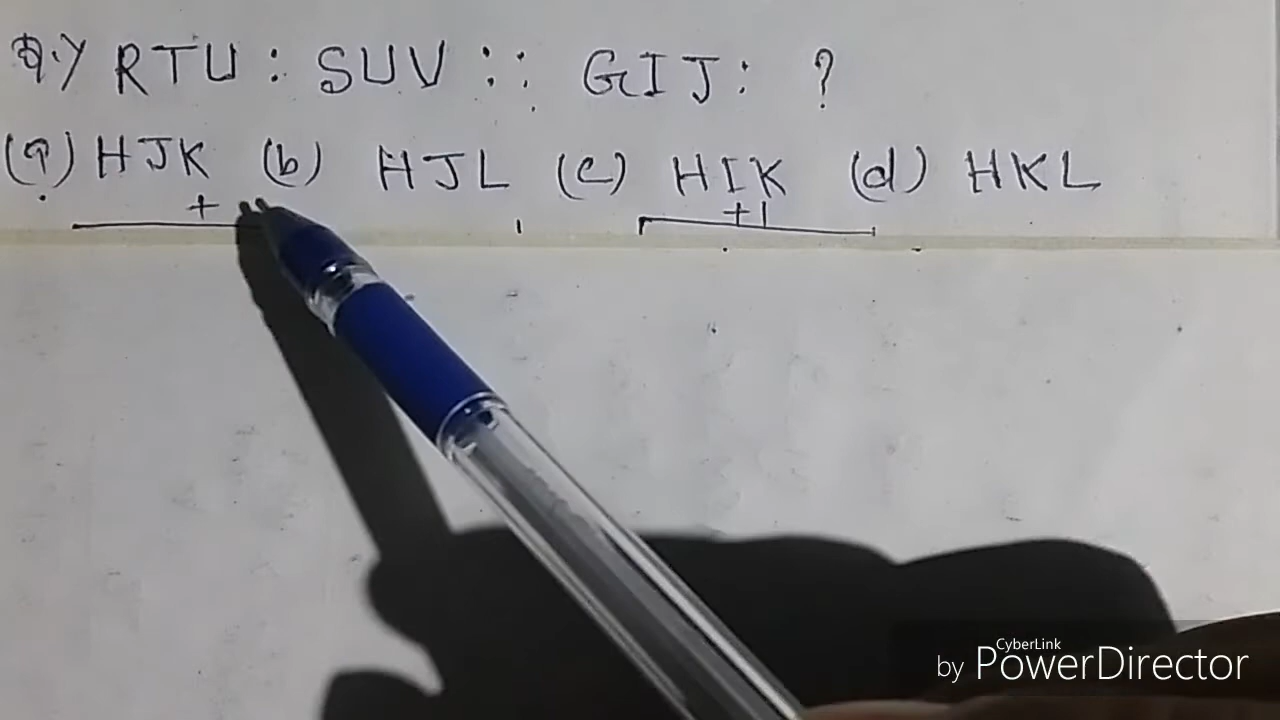 Q.Y RTU : SUV :: GIJ: ?
(a) HJK (b) HJL (c) HIK (d) HKL
+ +1
CyberLink
by PowerDirector